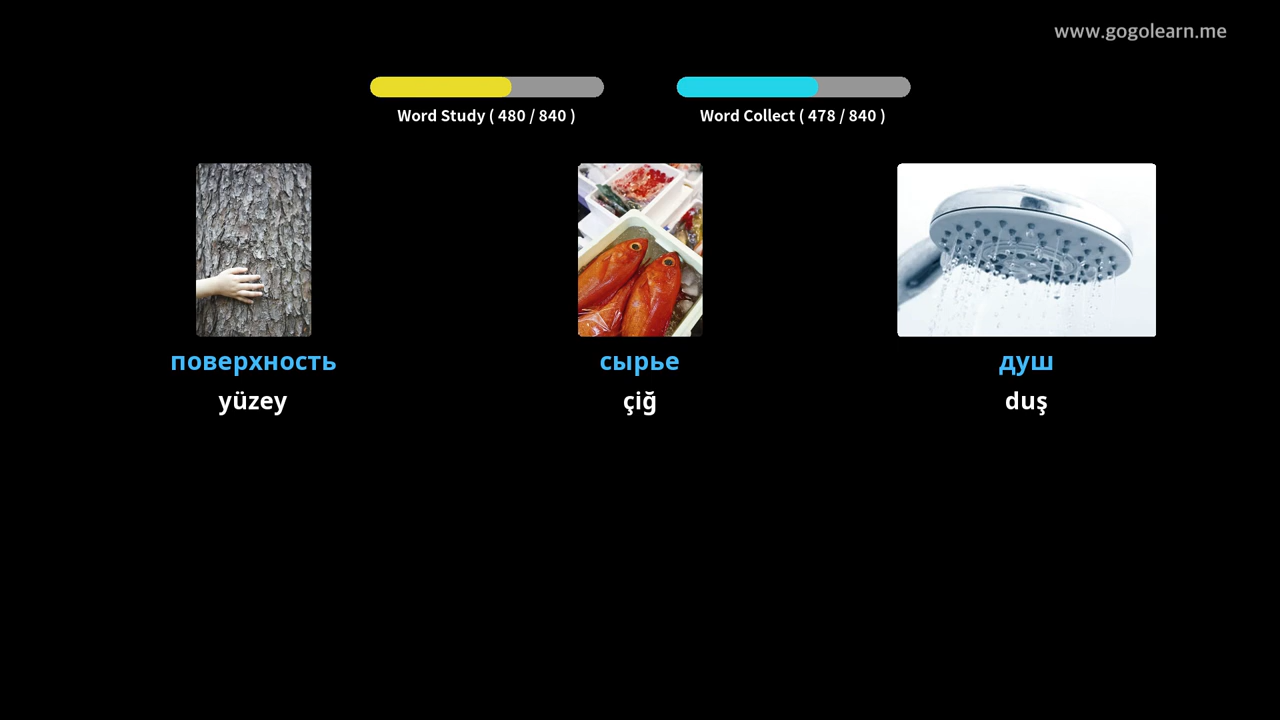 www.gogolearn.me
Word Study ( 480 / 840 )
Word Collect ( 478 / 840 )
поверхность
yüzey
сырье
çiğ
душ
duş